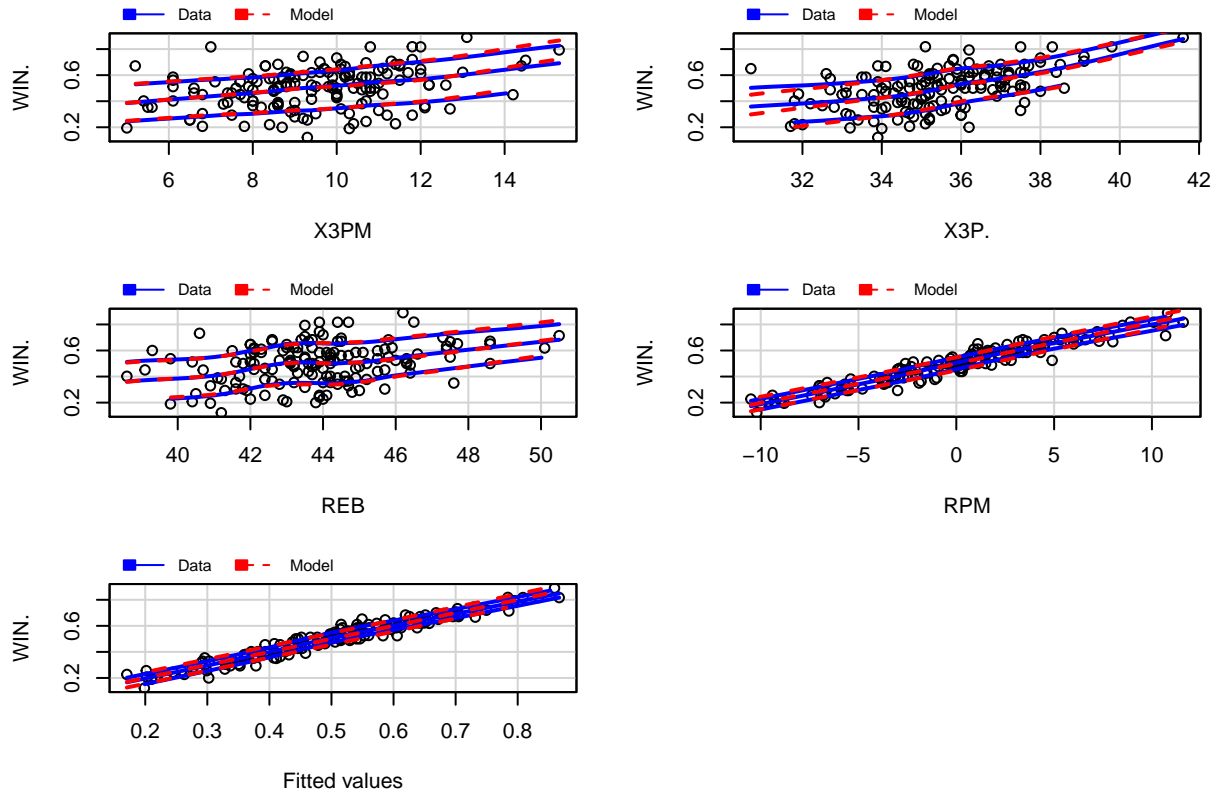 Data Model
WIN.
0.2 0.6
6 8 10 12 14
X3PM
Data Model
WIN.
0.2 0.6
32 34 36 38 40 42
X3P.
Data Model
WIN.
0.2 0.6
40 42 44 46 48 50
REB
Data Model
WIN.
0.2 0.6
−10 −5 0 5 10
RPM
Data Model
WIN.
0.2 0.6
0.2 0.3 0.4 0.5 0.6 0.7 0.8
Fitted values